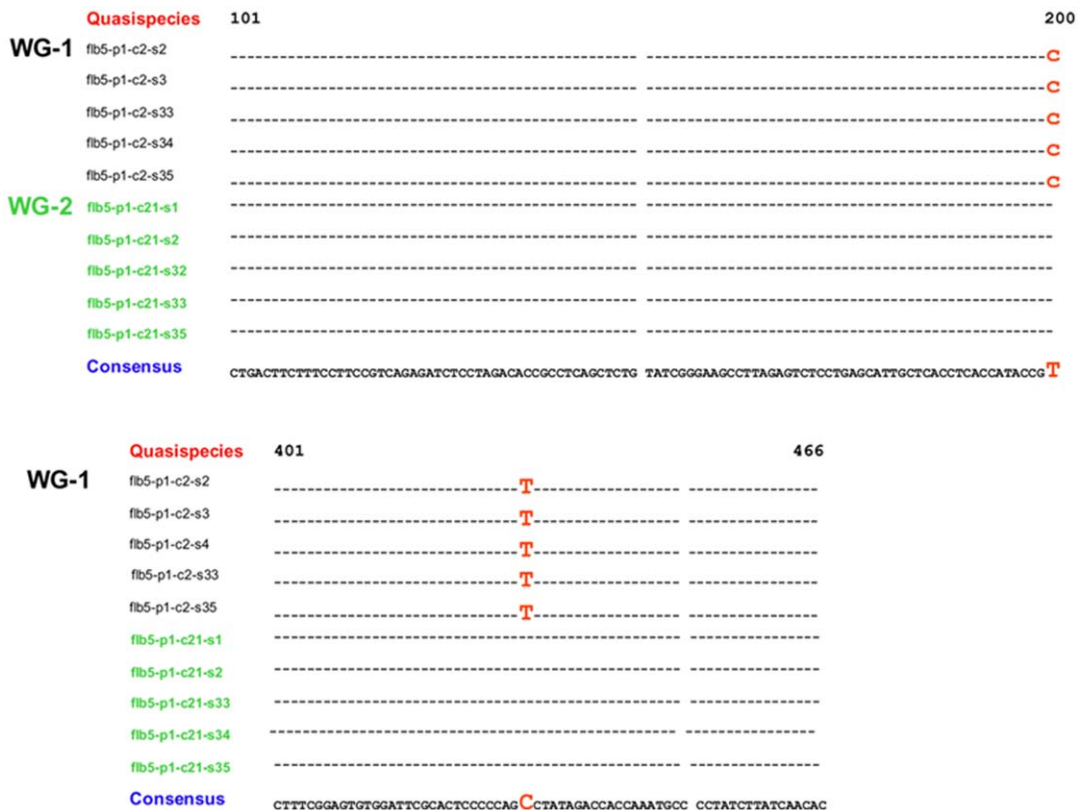 Quasispecies 101 200
WG-1 flb5-p1-c2-s2 C
flb5-p1-c2-s3 C
flb5-p1-c2-s33 C
flb5-p1-c2-s34 C
flb5-p1-c2-s35 C
WG-2 flb5-p1-c21-s1
flb5-p1-c21-s2
flb5-p1-c21-s32
flb5-p1-c21-s33
flb5-p1-c21-s35
Consensus CTGACTTCTTTCCTTCCGTCAGAGATCTCCTAGACACCGCCTCAGCTCTG TATCGGGAAGCCTTAGAGTCTCCTGAGCATTGCTCACCTCACCATACCGT
Quasispecies 401 466
WG-1 flb5-p1-c2-s2 T
flb5-p1-c2-s3 T
flb5-p1-c2-s4 T
flb5-p1-c2-s33 T
flb5-p1-c2-s35 T
flb5-p1-c21-s1
flb5-p1-c21-s2
flb5-p1-c21-s33
flb5-p1-c21-s34
flb5-p1-c21-s35
Consensus CTTTCGGAGTGTGGATTCGCACTCCCCCAGCCTATAGACCACCAAATGCC CCTATCTTATCAACAC